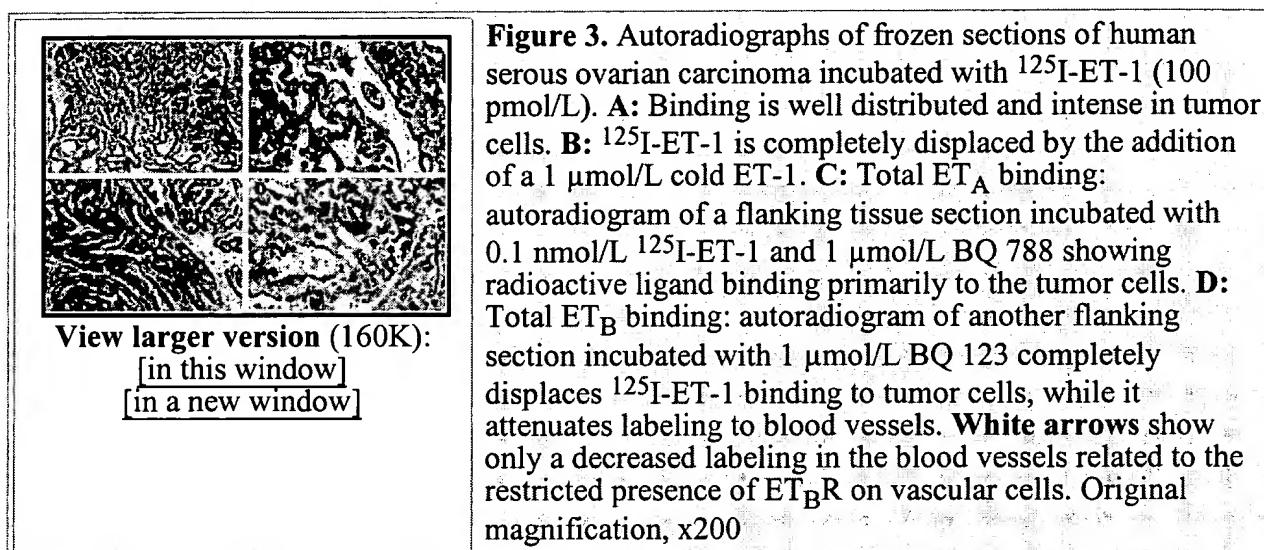 Figure 3. Autoradiographs of frozen sections of human
serous ovarian carcinoma incubated with ¹²⁵I-ET-1 (100
pmol/L). A: Binding is well distributed and intense in tumor
cells. B: ¹²⁵I-ET-1 is completely displaced by the addition
of a 1 µmol/L cold ET-1. C: Total ET_A binding:
autoradiogram of a flanking tissue section incubated with
0.1 nmol/L ¹²⁵I-ET-1 and 1 µmol/L BQ 788 showing
radioactive ligand binding primarily to the tumor cells. D:
Total ET_B binding: autoradiogram of another flanking
section incubated with 1 µmol/L BQ 123 completely
displaces ¹²⁵I-ET-1 binding to tumor cells, while it
attenuates labeling to blood vessels. White arrows show
only a decreased labeling in the blood vessels related to the
restricted presence of ET_BR on vascular cells. Original
magnification, x200
View larger version (160K):
[in this window]
[in a new window]